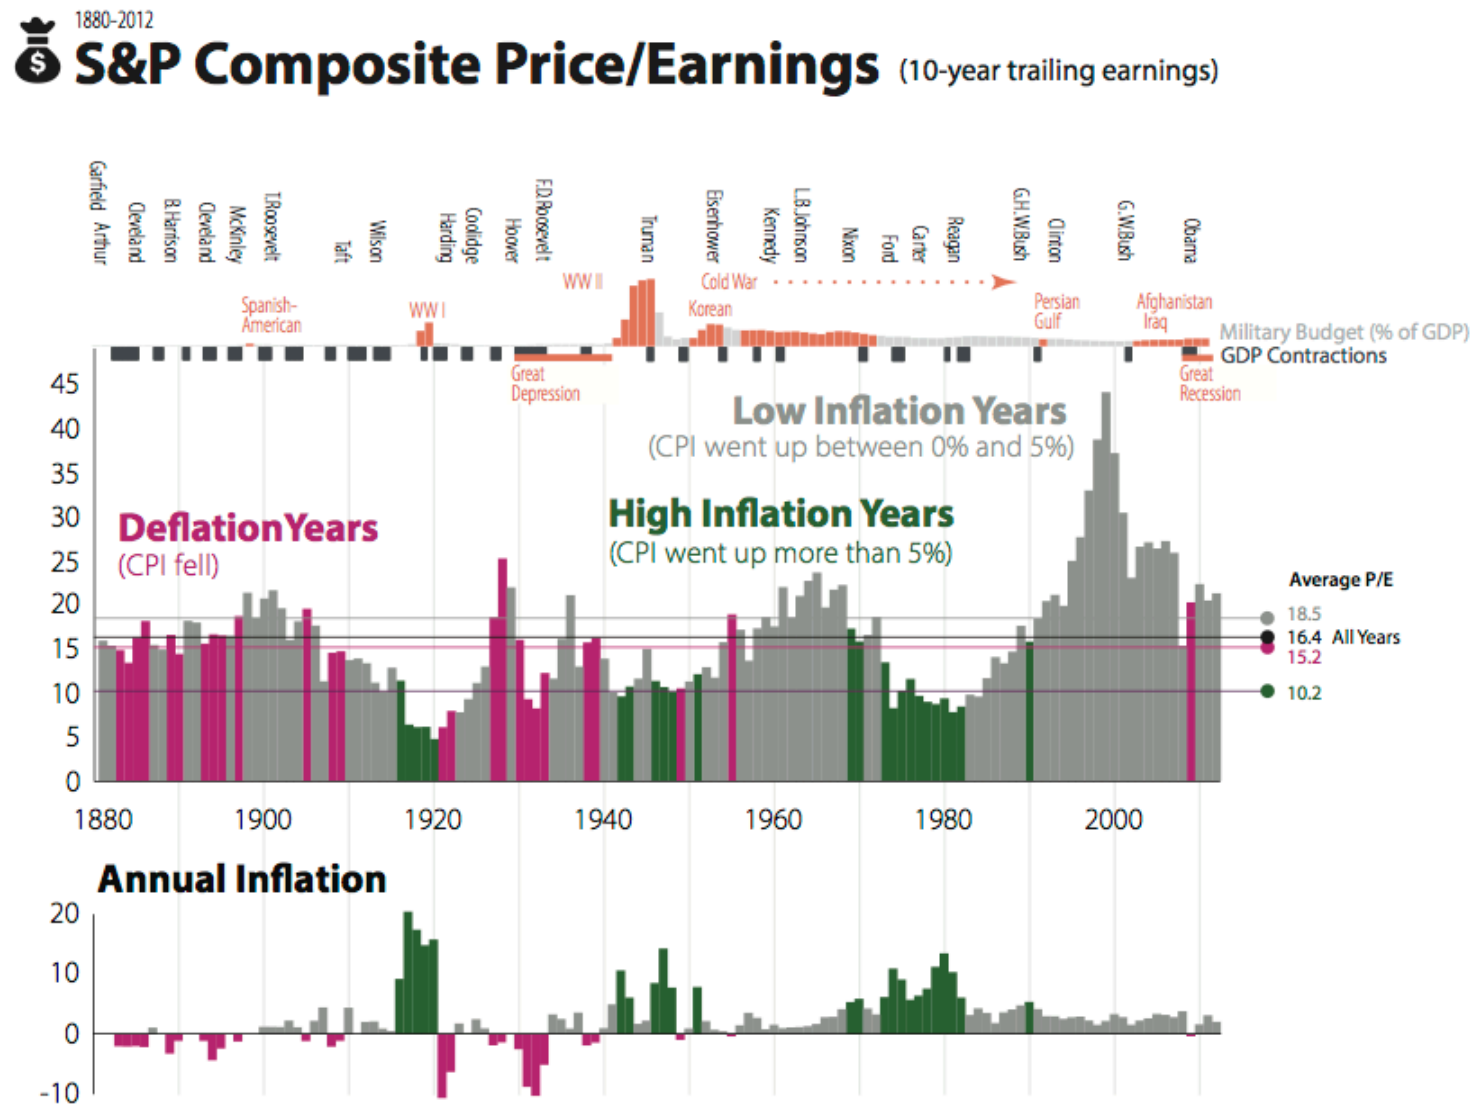 1880-2012
S&P Composite Price/Earnings (10-year trailing earnings)
Garfield
Arthur
Cleveland
B.Harrison
Cleveland
McKinley
T.Roosevelt
Taft
Wilson
Harding
Coolidge
Hoover
F.D.Roosevelt
Truman
Eisenhower
Kennedy
L.B.Johnson
Nixon
Ford
Carter
Reagan
G.H.W.Bush
Clinton
G.W.Bush
Obama
Spanish-
American
WW I
WW II
Korean
Cold War
Persian
Gulf
Afghanistan
Iraq
Military Budget (% of GDP)
GDP Contractions
Great
Depression
Great
Recession
45
40
35
30
25
20
15
10
5
0
Low Inflation Years
(CPI went up between 0% and 5%)
High Inflation Years
(CPI went up more than 5%)
Deflation Years
(CPI fell)
Average P/E
18.5
16.4 All Years
15.2
10.2
1880 1900 1920 1940 1960 1980 2000
Annual Inflation
20
10
0
-10